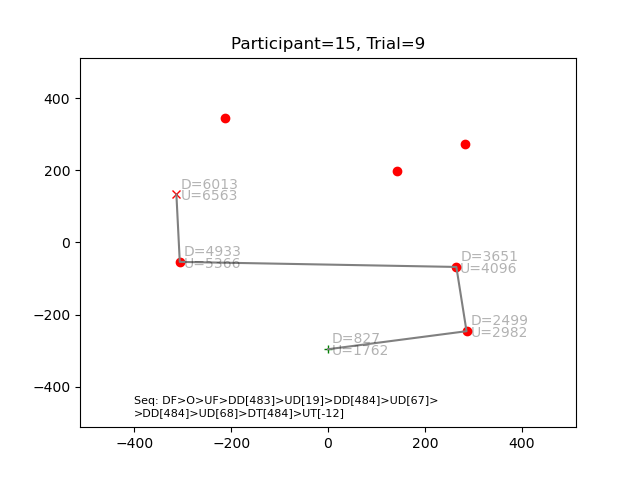 Participant=15, Trial=9
400
200
0
−200
−400
D=6013
U=6563
D=4933
U=5366
D=3651
U=4096
D=2499
U=2982
D=827
U=1762
Seq: DF>O>UF>DD[483]>UD[19]>DD[484]>UD[67]>
>DD[484]>UD[68]>DT[484]>UT[-12]
−400
−200
0
200
400